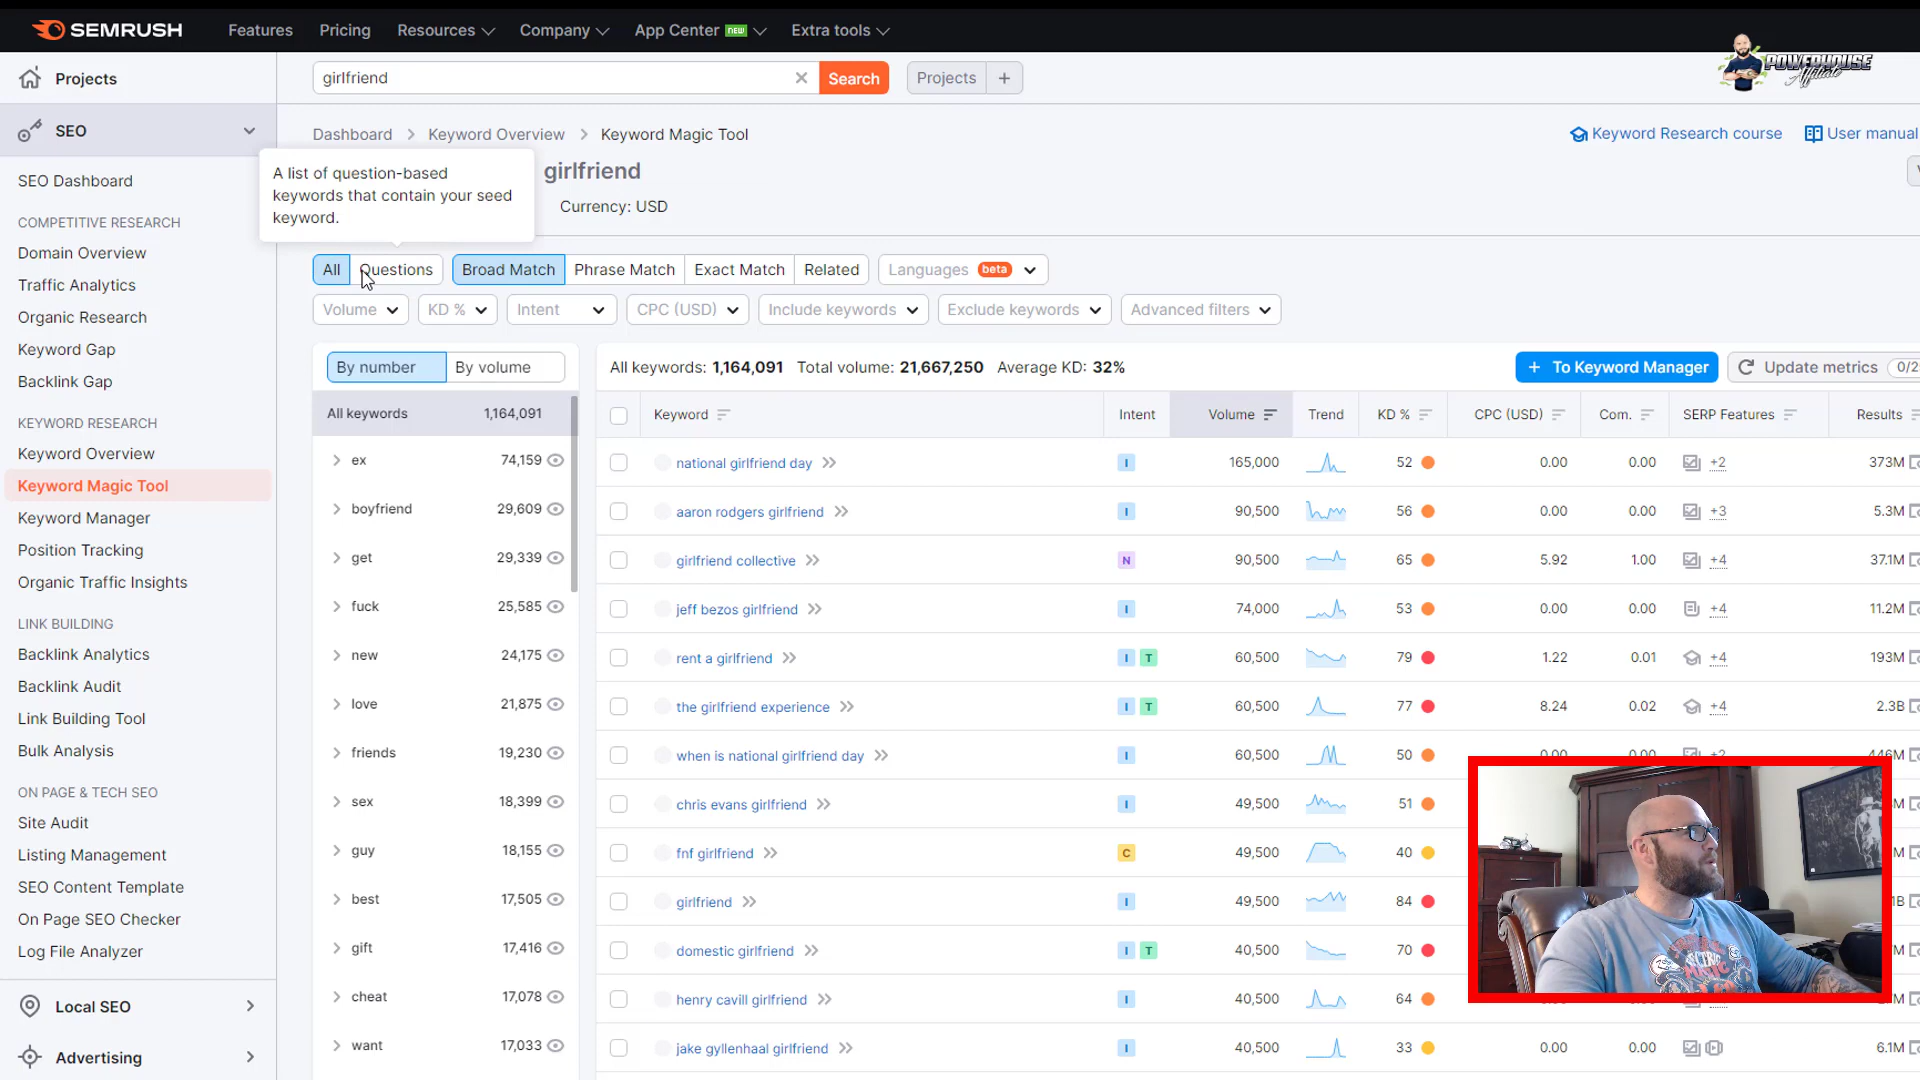 SEMRUSH
Features
Pricing
Resources
Company
App Center NEW
Extra tools
Projects
girlfriend
Search
Projects
+
POWERHOUSE
Affiliate
SEO
Dashboard > Keyword Overview > Keyword Magic Tool
Keyword Research course
User manual
A list of question-based
keywords that contain your seed
keyword.
girlfriend
Currency: USD
SEO Dashboard
COMPETITIVE RESEARCH
Domain Overview
Traffic Analytics
Organic Research
Keyword Gap
Backlink Gap
KEYWORD RESEARCH
Keyword Overview
Keyword Magic Tool
Keyword Manager
Position Tracking
Organic Traffic Insights
LINK BUILDING
Backlink Analytics
Backlink Audit
Link Building Tool
Bulk Analysis
ON PAGE & TECH SEO
Site Audit
Listing Management
SEO Content Template
On Page SEO Checker
Log File Analyzer
Local SEO
Advertising
All Questions Broad Match Phrase Match Exact Match Related Languages beta
Volume KD % Intent CPC (USD) Include keywords Exclude keywords Advanced filters
By number By volume
All keywords 1,164,091
ex 74,159
boyfriend 29,609
get 29,339
fuck 25,585
new 24,175
love 21,875
friends 19,230
sex 18,399
guy 18,155
best 17,505
gift 17,416
cheat 17,078
want 17,033
All keywords: 1,164,091 Total volume: 21,667,250 Average KD: 32%
+ To Keyword Manager
Update metrics 0/2
Keyword Intent Volume Trend KD % CPC (USD) Com. SERP Features Results
national girlfriend day I 165,000 52 0.00 0.00 +2 373M
aaron rodgers girlfriend I 90,500 56 0.00 0.00 +3 5.3M
girlfriend collective N 90,500 65 5.92 1.00 +4 37.1M
jeff bezos girlfriend I 74,000 53 0.00 0.00 +4 11.2M
rent a girlfriend I T 60,500 79 1.22 0.01 +4 193M
the girlfriend experience I T 60,500 77 8.24 0.02 +4 2.3B
when is national girlfriend day I 60,500 50 0.00 0.00 +2 446M
chris evans girlfriend I 49,500 51 M
fnf girlfriend C 49,500 40 M
girlfriend I 49,500 84 B
domestic girlfriend I T 40,500 70 M
henry cavill girlfriend I 40,500 64 M
jake gyllenhaal girlfriend I 40,500 33 0.00 0.00 6.1M